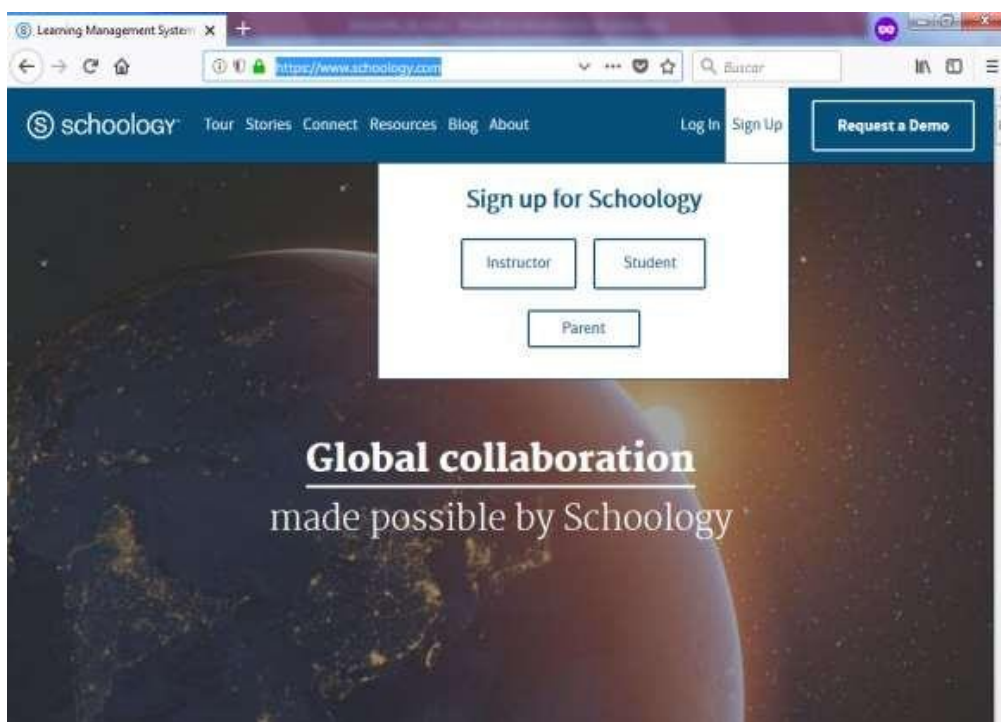 Learning Management System
https://www.schoology.com
Buscar
schoology
Tour Stories Connect Resources Blog About
Log In Sign Up
Request a Demo
Sign up for Schoology
Instructor Student
Parent
Global collaboration
made possible by Schoology